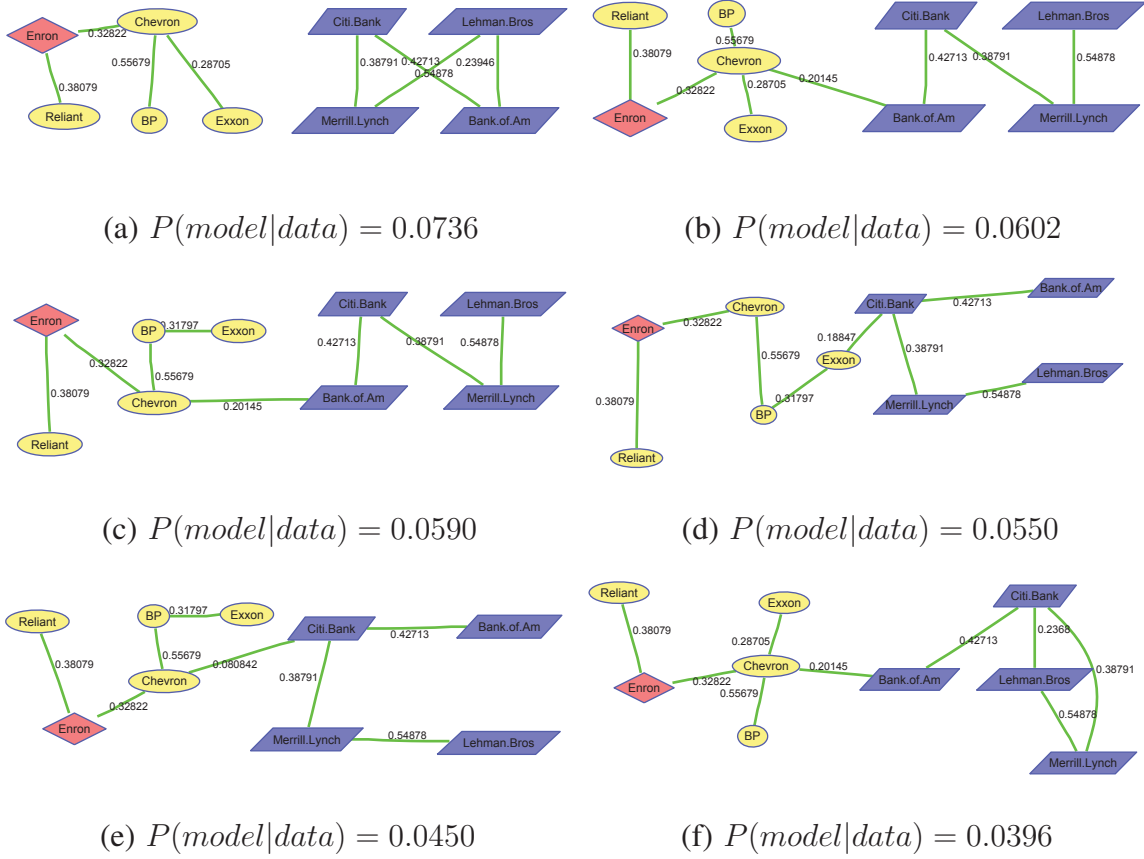 Chevron
Citi.Bank
Lehman.Bros
Enron
0.32822
0.55679
0.28705
0.38791
0.42713
0.54878
0.23946
0.38079
Reliant
BP
Exxon
Merrill.Lynch
Bank.of.Am
(a) P(model|data) = 0.0736
Reliant
BP
Citi.Bank
Lehman.Bros
0.55679
0.38079
Chevron
0.42713
0.38791
0.54878
0.32822
0.28705
0.20145
Enron
Exxon
Bank.of.Am
Merrill.Lynch
(b) P(model|data) = 0.0602
Enron
BP
0.31797
Exxon
Citi.Bank
Lehman.Bros
0.32822
0.55679
0.42713
0.38791
0.54878
0.38079
Chevron
0.20145
Bank.of.Am
Merrill.Lynch
Reliant
(c) P(model|data) = 0.0590
Chevron
Citi.Bank
0.42713
Bank.of.Am
Enron
0.32822
0.18847
0.55679
Exxon
0.38791
Lehman.Bros
0.38079
0.31797
BP
Merrill.Lynch
0.54878
Reliant
(d) P(model|data) = 0.0550
Reliant
BP
0.31797
Exxon
Citi.Bank
0.42713
Bank.of.Am
0.38079
0.55679
0.080842
Chevron
0.38791
0.32822
Enron
Merrill.Lynch
0.54878
Lehman.Bros
(e) P(model|data) = 0.0450
Reliant
Exxon
Citi.Bank
0.38079
0.28705
0.42713
0.2368
0.38791
Chevron
0.20145
Enron
0.32822
0.55679
Bank.of.Am
Lehman.Bros
0.54878
BP
Merrill.Lynch
(f) P(model|data) = 0.0396